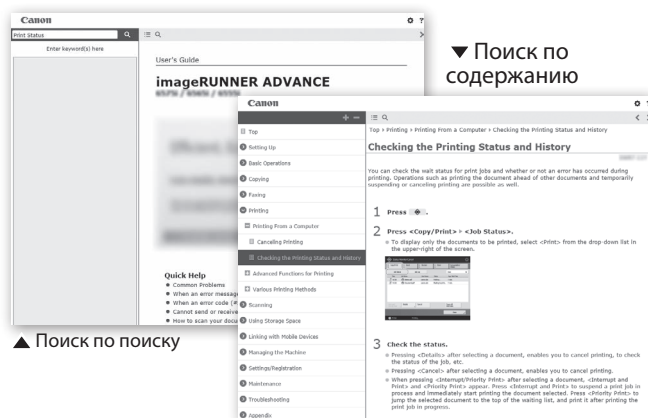 Canon
Print Status
Enter keyword(s) here
User's Guide
imageRUNNER ADVANCE
Quick Help
Common Problems
When an error messag
When an error code (#
Cannot send or receive
How to scan your docu
▲ Поиск по поиску
▼ Поиск по
содержанию
Canon
Top
Setting Up
Basic Operations
Copying
Faxing
Printing
Printing From a Computer
Canceling Printing
Checking the Printing Status and History
Advanced Functions for Printing
Various Printing Methods
Scanning
Using Storage Space
Linking with Mobile Devices
Managing the Machine
Settings/Registration
Maintenance
Troubleshooting
Appendix
Top > Printing > Printing From a Computer > Checking the Printing Status and History
Checking the Printing Status and History
You can check the wait status for print jobs and whether or not an error has occurred during
printing. Operations such as printing the document ahead of other documents and temporarily
suspending or canceling printing are possible as well.
1 Press .
2 Press <Copy/Print> ▸ <Job Status>.
To display only the documents to be printed, select <Print> from the drop down list in
the upper-right of the screen.
3 Check the status.
Pressing <Details> after selecting a document, enables you to cancel printing, to check
the status of the job, etc.
Pressing <Cancel> after selecting a document, enables you to cancel printing.
When pressing <Interrupt/Priority Print> after selecting a document, <Interrupt and
Print> and <Priority Print> appear. Press <Interrupt and Print> to suspend a print job in
process and immediately start printing the document selected. Press <Priority Print> to
jump the selected document to the top of the waiting list, and print it after printing the
print job in progress.